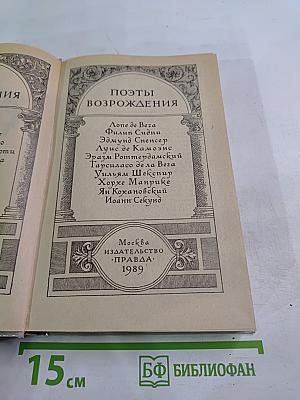 ПОЭТЫ
ВОЗРОЖДЕНИЯ
Лопе де Вега
Филип Сидни
Эдмунд Спенсер
Луис де Камоэнс
Эразм Роттердамский
Гарсиласо де ла Вега
Уильям Шекспир
Хорхе Манрике
Ян Кохановский
Иоанн Секунд
Москва
ИЗДАТЕЛЬСТВО
·ПРАВДА·
1989
15 см
БФ БИБЛИОФАН